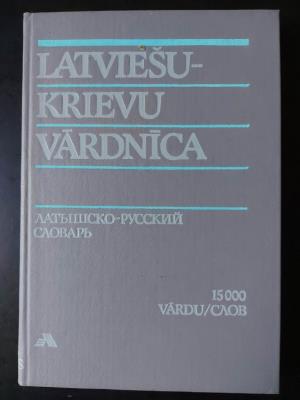 LATVIEŠU-
KRIEVU
VĀRDNĪCA
ЛАТЫШСКО-РУССКИЙ
СЛОВАРЬ
15 000
VĀRDU/СЛОВ